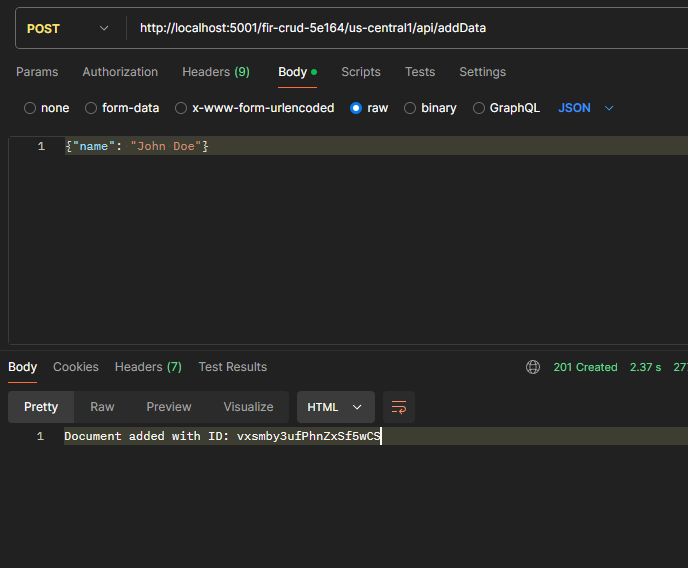 POST http://localhost:5001/fir-crud-5e164/us-central1/api/addData
Params Authorization Headers (9) Body Scripts Tests Settings
none form-data x-www-form-urlencoded raw binary GraphQL JSON
1 {"name": "John Doe"}
Body Cookies Headers (7) Test Results 201 Created 2.37 s 27
Pretty Raw Preview Visualize HTML
1 Document added with ID: vxsmby3ufPhnZxSf5wCS